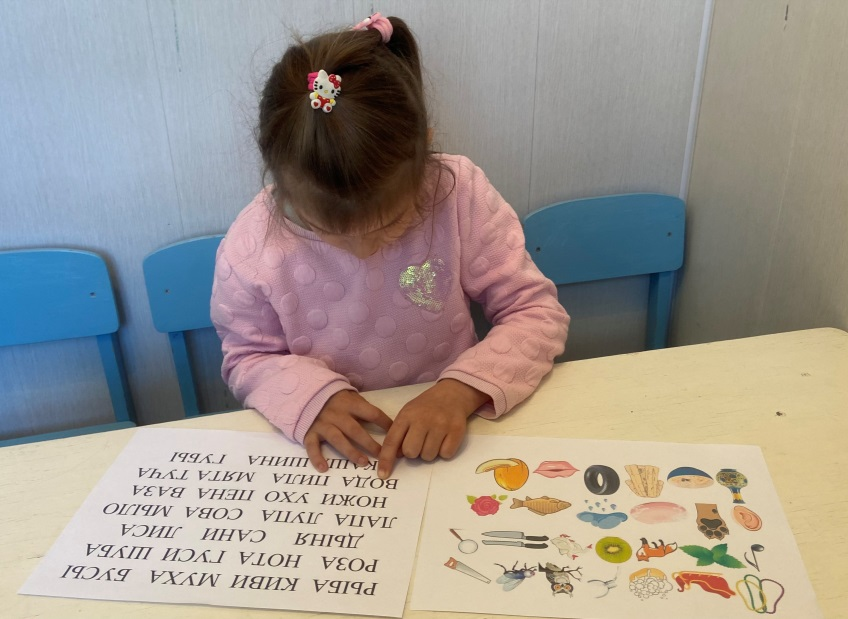 РЫБА КИВИ МУХА БУСЫ
РОЗА НОТА ГУСИ ШУБА
ДЫНЯ САНИ ЛИСА
ЛАПА ЛУПА СОВА МЫЛО
НОЖИ УХО ПЕНА ВАЗА
ВОДА ПИЛА МЯТА ТУЧА
КАША ШИНА ГУБЫ